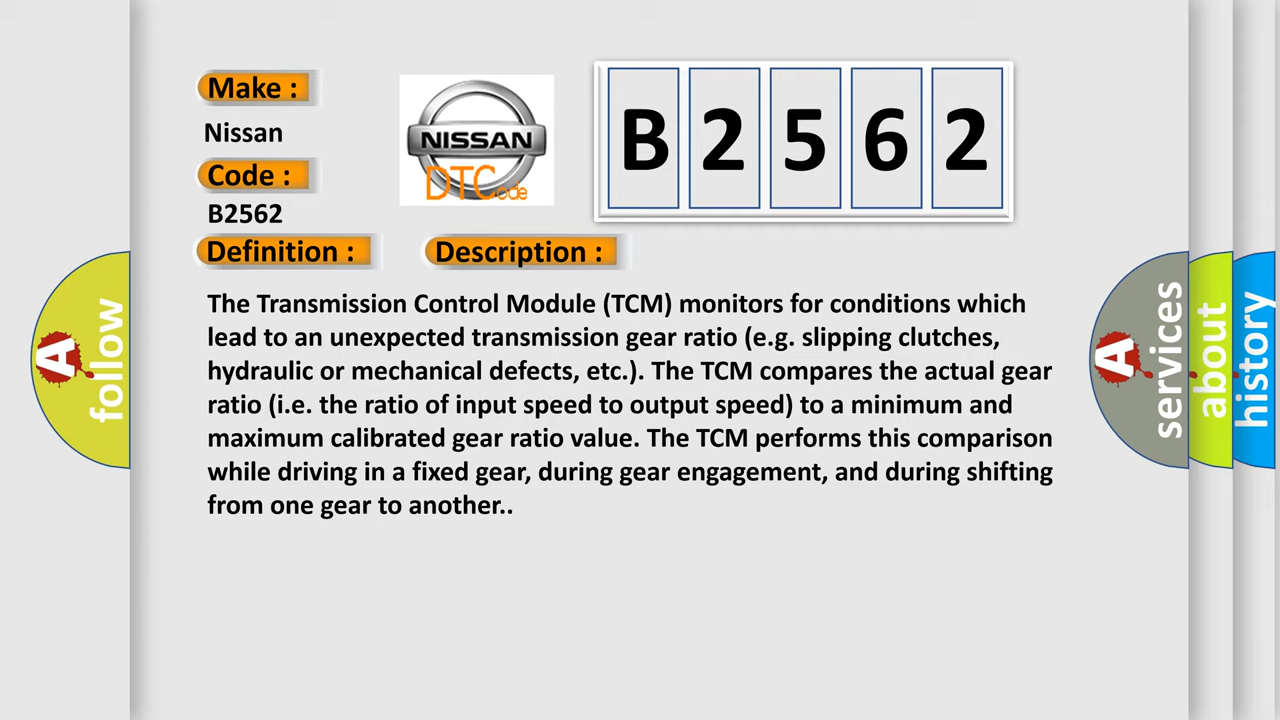 Make :
Nissan
Code :
B2562
NISSAN
DTCode
B2562
Definition :
Description :
The Transmission Control Module (TCM) monitors for conditions which
lead to an unexpected transmission gear ratio (e.g. slipping clutches,
hydraulic or mechanical defects, etc.). The TCM compares the actual gear
ratio (i.e. the ratio of input speed to output speed) to a minimum and
maximum calibrated gear ratio value. The TCM performs this comparison
while driving in a fixed gear, during gear engagement, and during shifting
from one gear to another..
A
follow
A
services
about
history